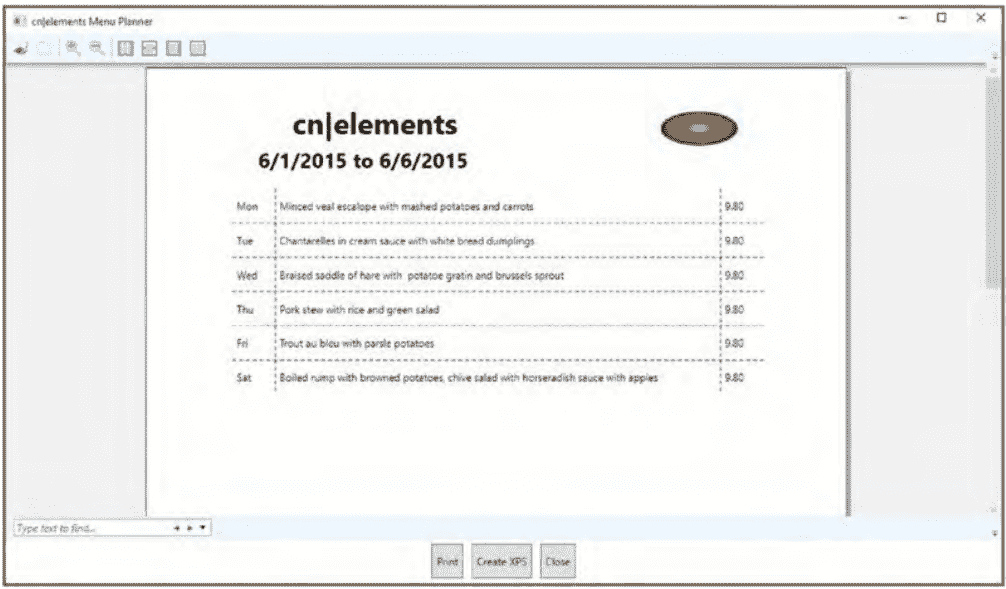 cn|elements Menu Planner
cn|elements
6/1/2015 to 6/6/2015
Mon Minced veal escalope with mashed potatoes and carrots 9.80
Tue Chantarelles in cream sauce with white bread dumplings 9.80
Wed Braised saddle of hare with potatoe gratin and brussels sprout 9.80
Thu Pork stew with rice and green salad 9.80
Fri Trout au bleu with parsle potatoes 9.80
Sat Boiled rump with browned potatoes, chive salad with horseradish sauce with apples 9.80
Type text to find...
Print Create XPS Close